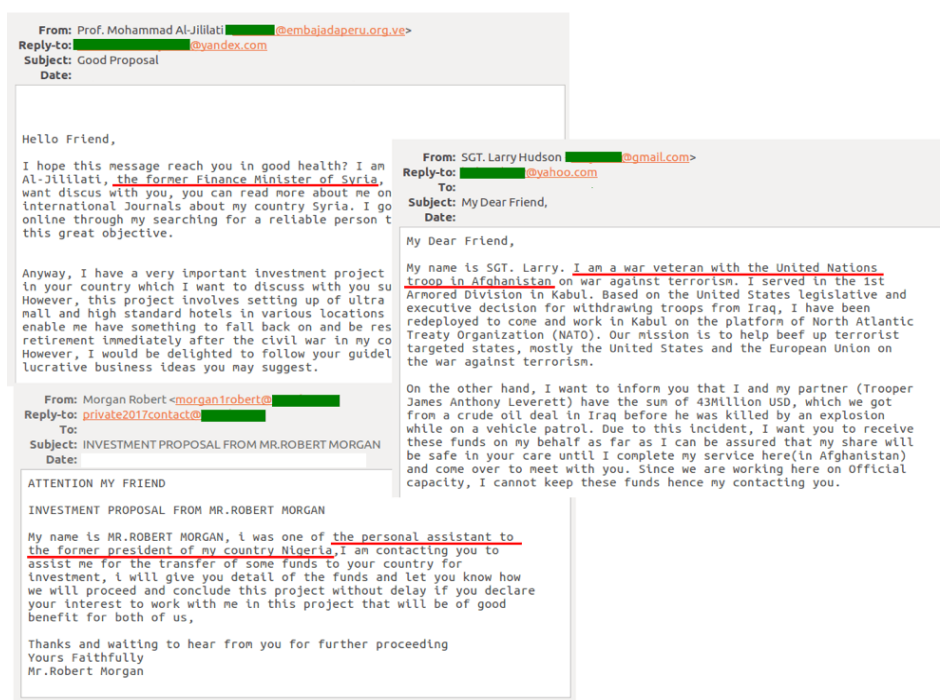 From: Prof. Mohammad Al-Jililati @embajadaperu.org.ve>
Reply-to: @yandex.com
Subject: Good Proposal
Date:
Hello Friend,
I hope this message reach you in good health? I am
Al-Jililati, the former Finance Minister of Syria,
want discus with you, you can read more about me on
international Journals about my country Syria. I go
online through my searching for a reliable person t
this great objective.
Anyway, I have a very important investment project
in your country which I want to discuss with you su
However, this project involves setting up of ultra
mall and high standard hotels in various locations
enable me have something to fall back on and be res
retirement immediately after the civil war in my co
However, I would be delighted to follow your guidel
lucrative business ideas you may suggest.
From: SGT. Larry Hudson @gmail.com>
Reply-to: @yahoo.com
To:
Subject: My Dear Friend,
Date:
My Dear Friend,
My name is SGT. Larry. I am a war veteran with the United Nations
troop in Afghanistan on war against terrorism. I served in the 1st
Armored Division in Kabul. Based on the United States legislative and
executive decision for withdrawing troops from Iraq, I have been
redeployed to come and work in Kabul on the platform of North Atlantic
Treaty Organization (NATO). Our mission is to help beef up terrorist
targeted states, mostly the United States and the European Union on
the war against terrorism.
On the other hand, I want to inform you that I and my partner (Trooper
James Anthony Leverett) have the sum of 43Million USD, which we got
from a crude oil deal in Iraq before he was killed by an explosion
while on a vehicle patrol. Due to this incident, I want you to receive
these funds on my behalf as far as I can be assured that my share will
be safe in your care until I complete my service here(in Afghanistan)
and come over to meet with you. Since we are working here on Official
capacity, I cannot keep these funds hence my contacting you.
From: Morgan Robert <morgan1robert@
Reply-to: private2017contact@
To:
Subject: INVESTMENT PROPOSAL FROM MR.ROBERT MORGAN
Date:
ATTENTION MY FRIEND
INVESTMENT PROPOSAL FROM MR.ROBERT MORGAN
My name is MR.ROBERT MORGAN, i was one of the personal assistant to
the former president of my country Nigeria,I am contacting you to
assist me for the transfer of some funds to your country for
investment, i will give you detail of the funds and let you know how
we will proceed and conclude this project without delay if you declare
your interest to work with me in this project that will be of good
benefit for both of us,
Thanks and waiting to hear from you for further proceeding
Yours Faithfully
Mr.Robert Morgan